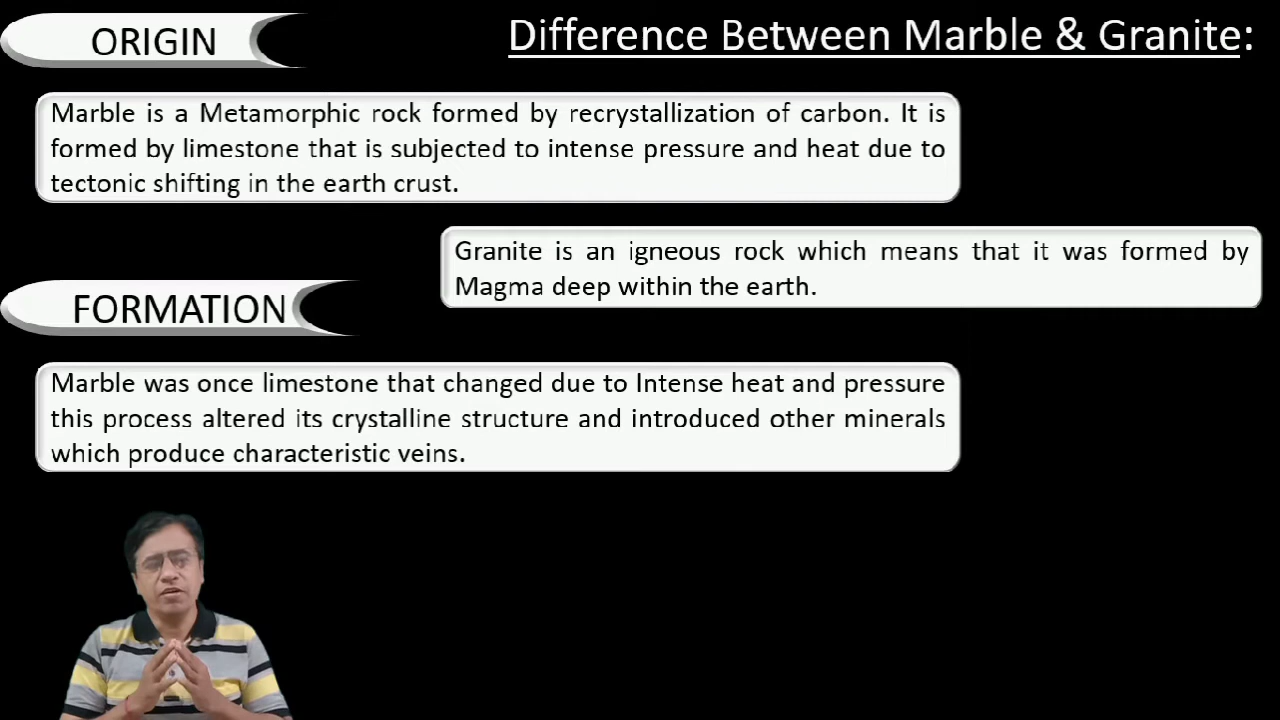 ORIGIN
Difference Between Marble & Granite:
Marble is a Metamorphic rock formed by recrystallization of carbon. It is
formed by limestone that is subjected to intense pressure and heat due to
tectonic shifting in the earth crust.
Granite is an igneous rock which means that it was formed by
Magma deep within the earth.
FORMATION
Marble was once limestone that changed due to Intense heat and pressure
this process altered its crystalline structure and introduced other minerals
which produce characteristic veins.